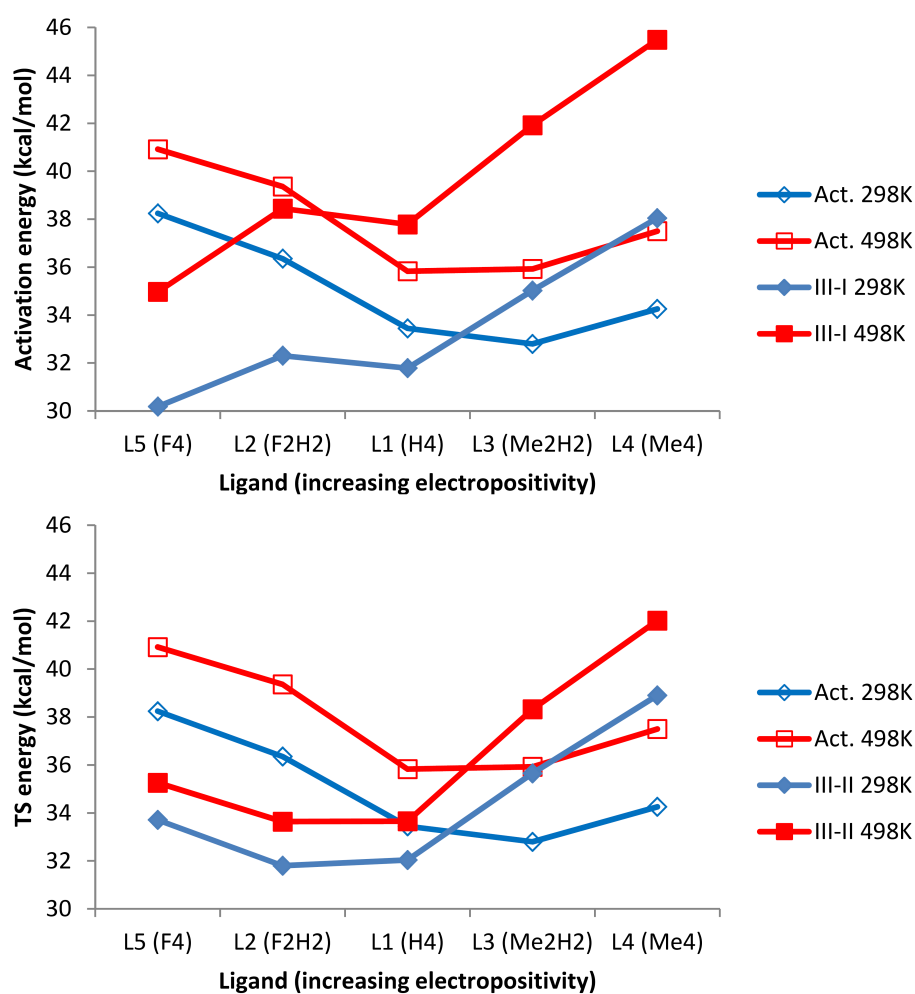 Activation energy (kcal/mol)
46
44
42
40
38
36
34
32
30
L5 (F4) L2 (F2H2) L1 (H4) L3 (Me2H2) L4 (Me4)
Ligand (increasing electropositivity)
Act. 298K
Act. 498K
III-I 298K
III-I 498K
TS energy (kcal/mol)
46
44
42
40
38
36
34
32
30
L5 (F4) L2 (F2H2) L1 (H4) L3 (Me2H2) L4 (Me4)
Ligand (increasing electropositivity)
Act. 298K
Act. 498K
III-II 298K
III-II 498K